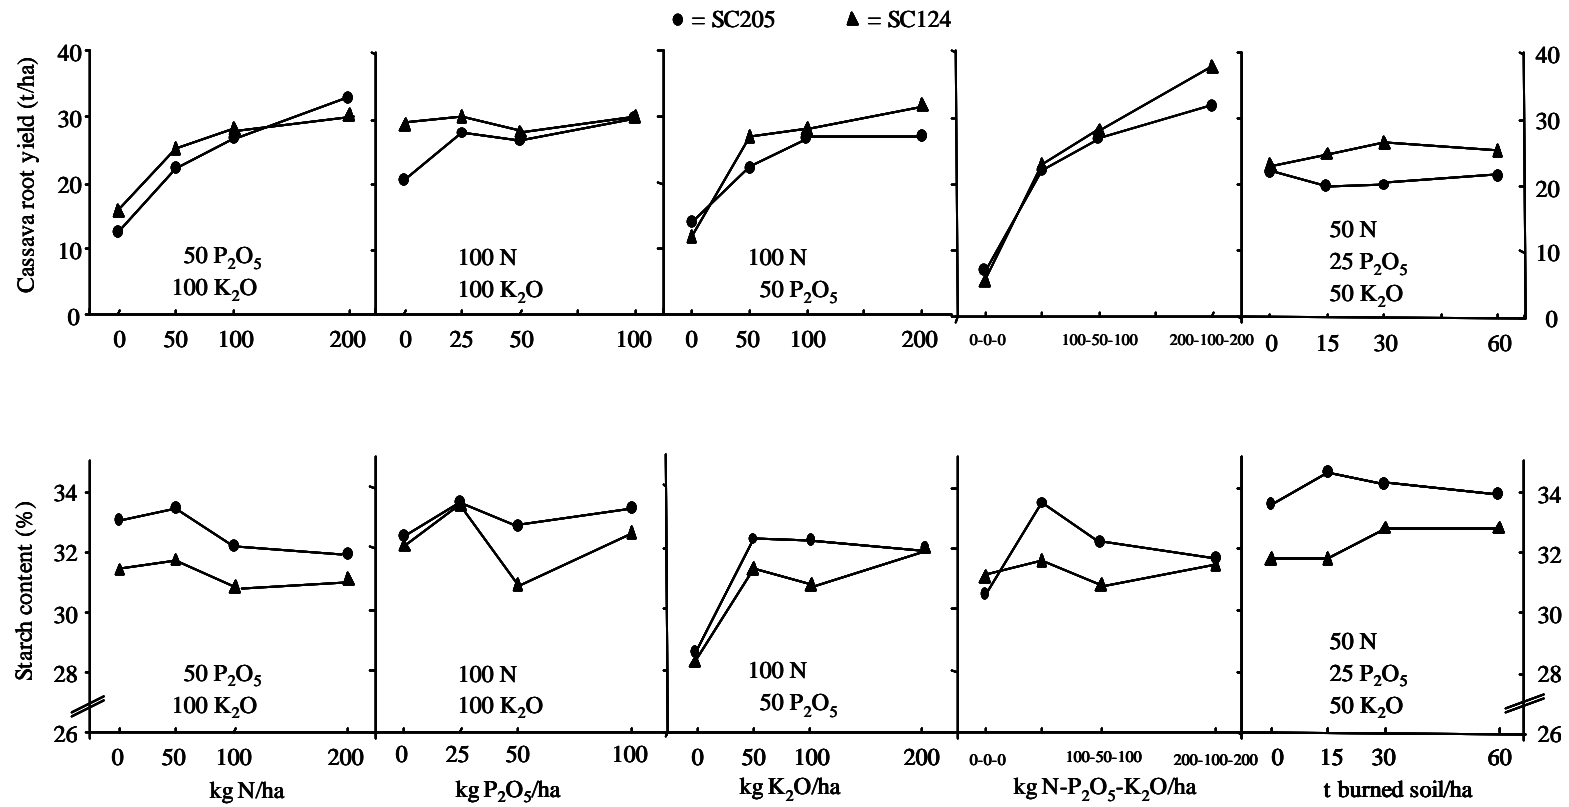 ● = SC205 ▲ = SC124
Cassava root yield (t/ha)
40
30
20
10
0
50 P₂O₅
100 K₂O
0 50 100 200
100 N
100 K₂O
0 25 50 100
100 N
50 P₂O₅
0 50 100 200
0-0-0 100-50-100 200-100-200
50 N
25 P₂O₅
50 K₂O
0 15 30 60
40
30
20
10
0
Starch content (%)
34
32
30
28
26
50 P₂O₅
100 K₂O
0 50 100 200
kg N/ha
100 N
100 K₂O
0 25 50 100
kg P₂O₅/ha
100 N
50 P₂O₅
0 50 100 200
kg K₂O/ha
0-0-0 100-50-100 200-100-200
kg N-P₂O₅-K₂O/ha
50 N
25 P₂O₅
50 K₂O
0 15 30 60
t burned soil/ha
34
32
30
28
26